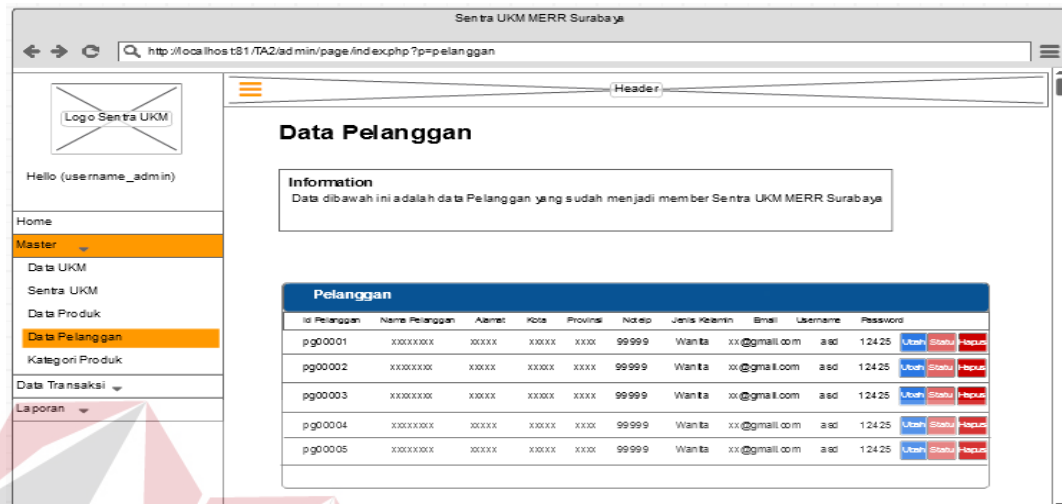 Sentra UKM MERR Surabaya
http://localhost:81/TA2/admin/page/index.php?p=pelanggan
Logo Sentra UKM
Hello (username_admin)
Home
Master
Data UKM
Sentra UKM
Data Produk
Data Pelanggan
Kategori Produk
Data Transaksi
Laporan
Header
Data Pelanggan
Information
Data dibawah ini adalah data Pelanggan yang sudah menjadi member Sentra UKM MERR Surabaya
Pelanggan
Id Pelanggan Nama Pelanggan Alamat Kota Provinsi Notelp Jenis Kelamin Email Username Password
pg00001 xxxxxxxx xxxxx xxxxx xxxx 99999 Wanita xx@gmail.com asd 12425 Ubah Statu Hapus
pg00002 xxxxxxxx xxxxx xxxxx xxxx 99999 Wanita xx@gmail.com asd 12425 Ubah Statu Hapus
pg00003 xxxxxxxx xxxxx xxxxx xxxx 99999 Wanita xx@gmail.com asd 12425 Ubah Statu Hapus
pg00004 xxxxxxxx xxxxx xxxxx xxxx 99999 Wanita xx@gmail.com asd 12425 Ubah Statu Hapus
pg00005 xxxxxxxx xxxxx xxxxx xxxx 99999 Wanita xx@gmail.com asd 12425 Ubah Statu Hapus